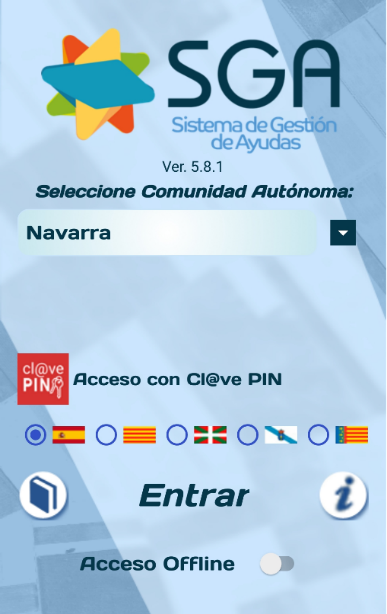 SGA
Sistema de Gestión
de Ayudas
Ver. 5.8.1
Seleccione Comunidad Autónoma:
Navarra
cl@ve
PIN
Acceso con Cl@ve PIN
Entrar
i
Acceso Offline